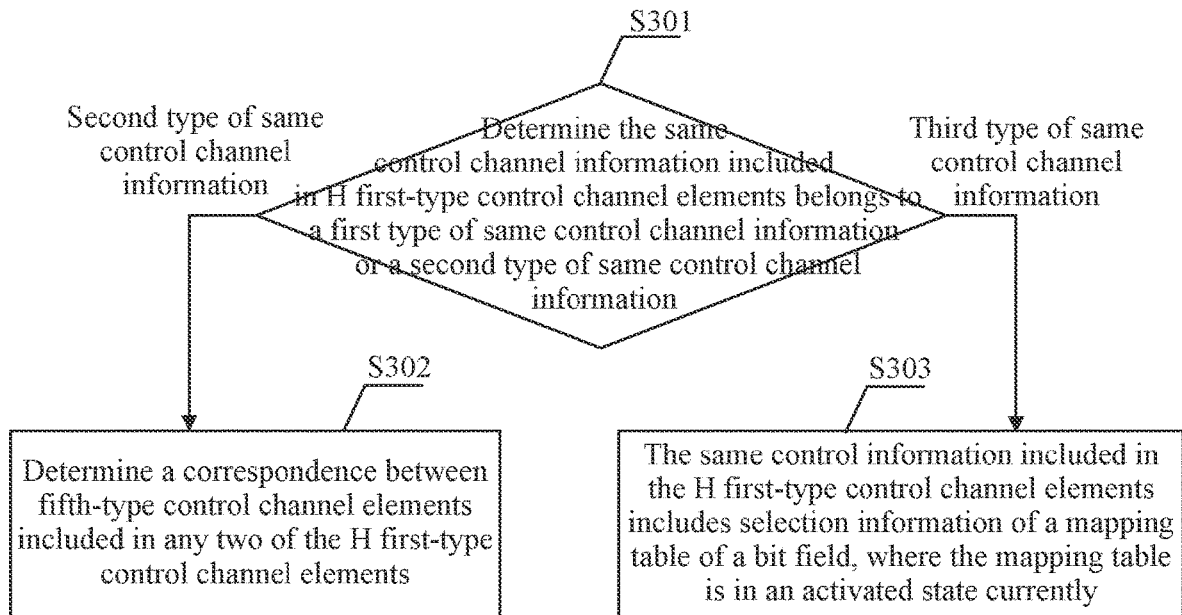 S301
Second type of same
control channel
information
Determine the same
control channel information included
in H first-type control channel elements belongs to
a first type of same control channel information
or a second type of same control channel
information
Third type of same
control channel
information
S302
Determine a correspondence between
fifth-type control channel elements
included in any two of the H first-type
control channel elements
S303
The same control information included in
the H first-type control channel elements
includes selection information of a mapping
table of a bit field, where the mapping table
is in an activated state currently